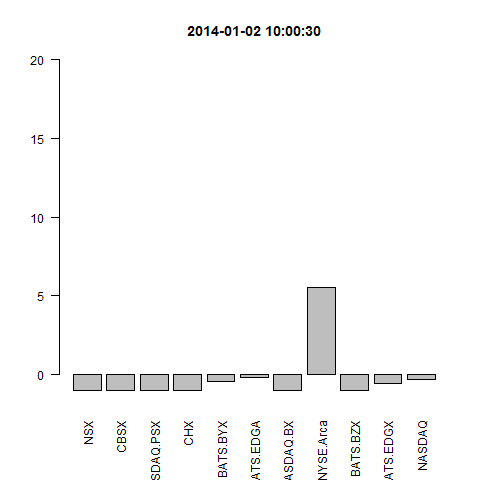 2014-01-02 10:00:30
20
15
10
5
0
NSX
CBSX
SDAQ.PSX
CHX
BATS.BYX
ATS.EDGA
ASDAQ.BX
NYSE.Arca
BATS.BZX
ATS.EDGX
NASDAQ